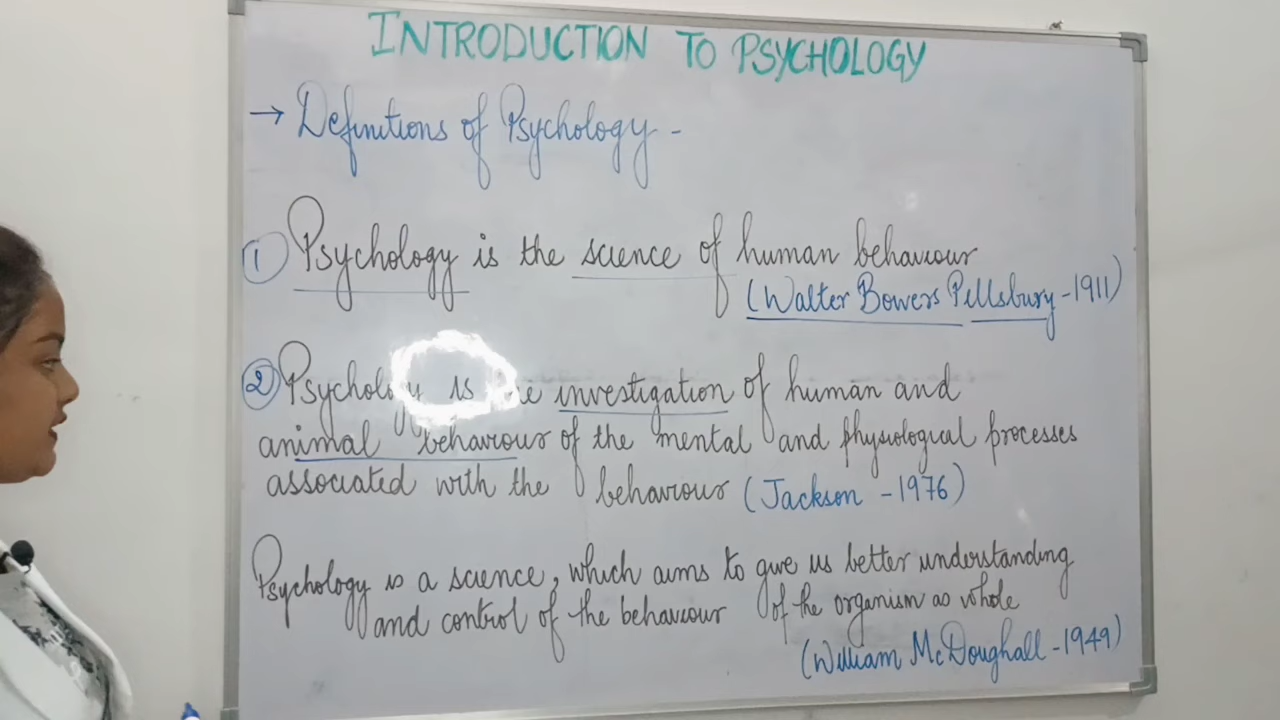 INTRODUCTION TO PSYCHOLOGY
→ Definitions of Psychology -
① Psychology is the science of human behaviour
(Walter Bowers Pillsbury - 1911)
② Psychology is the investigation of human and
animal behaviour of the mental and physiological processes
associated with the behaviour (Jackson - 1976)
Psychology is a science, which aims to give us better understanding
and control of the behaviour of the organism as whole
(William McDoughall - 1949)